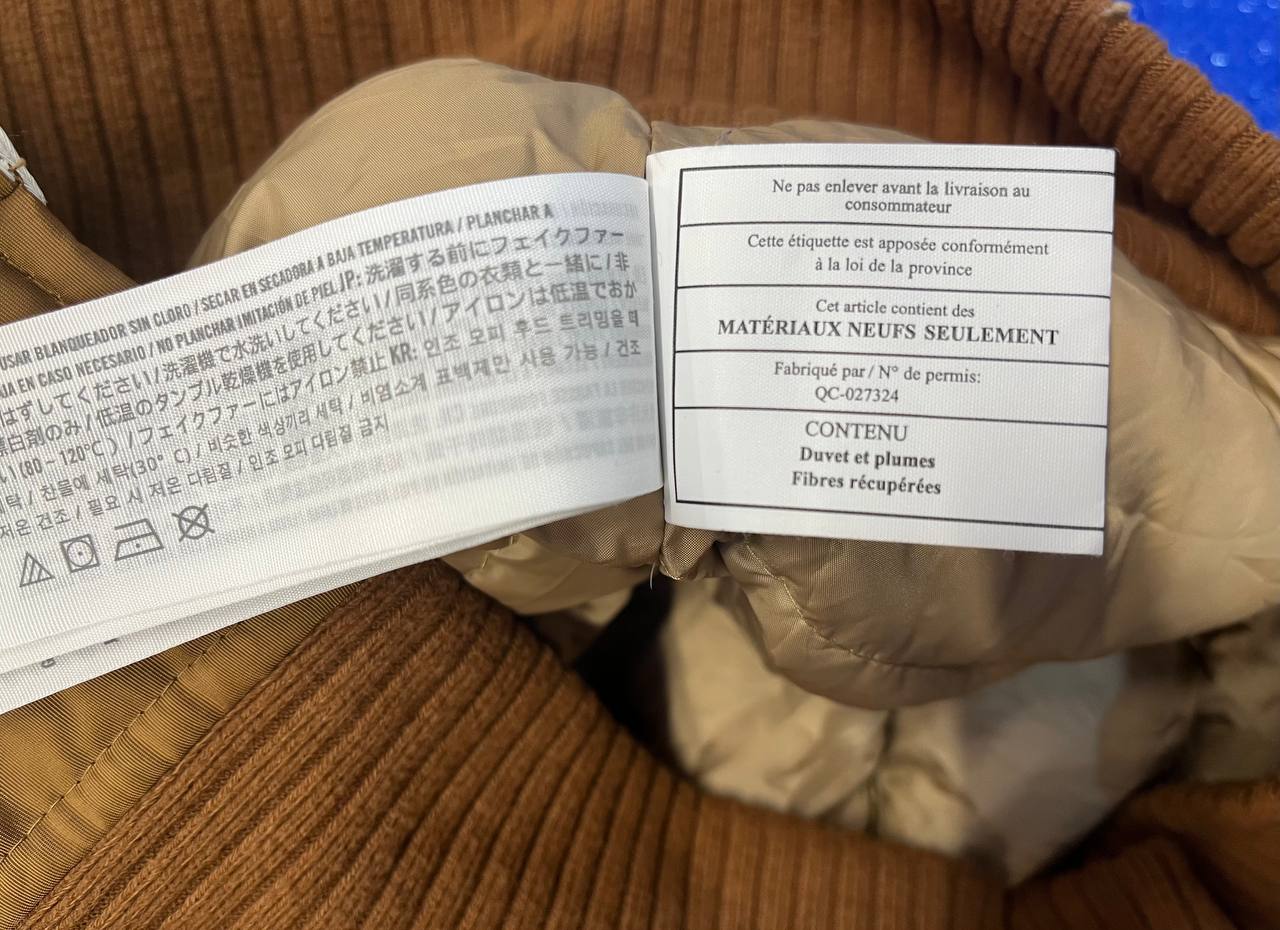 USAR BLANQUEADOR SIN CLORO / SECAR EN SECADORA A BAJA TEMPERATURA / PLANCHAR A
BAJA EN CASO NECESARIO / NO PLANCHAR IMITACIÓN DE PIEL JP: 洗濯する前にフェイクファー
はずしてください / 洗濯機で水洗いしてください / 同系色の衣類と一緒に / 非
漂白剤のみ / 低温のタンブル乾燥機を使用してください / アイロンは低温でおか
い (80 - 120°C) / フェイクファーにはアイロン禁止 KR: 인조 모피 후드 트리밍을 떼
세탁 / 찬물에 세탁(30° C) / 비슷한 색상끼리 세탁 / 비염소계 표백제만 사용 가능 / 건조
저온 건조 / 필요 시 저온 다림질 / 인조 모피 다림질 금지
Ne pas enlever avant la livraison au
consommateur
Cette étiquette est apposée conformément
à la loi de la province
Cet article contient des
MATÉRIAUX NEUFS SEULEMENT
Fabriqué par / N° de permis:
QC-027324
CONTENU
Duvet et plumes
Fibres récupérées